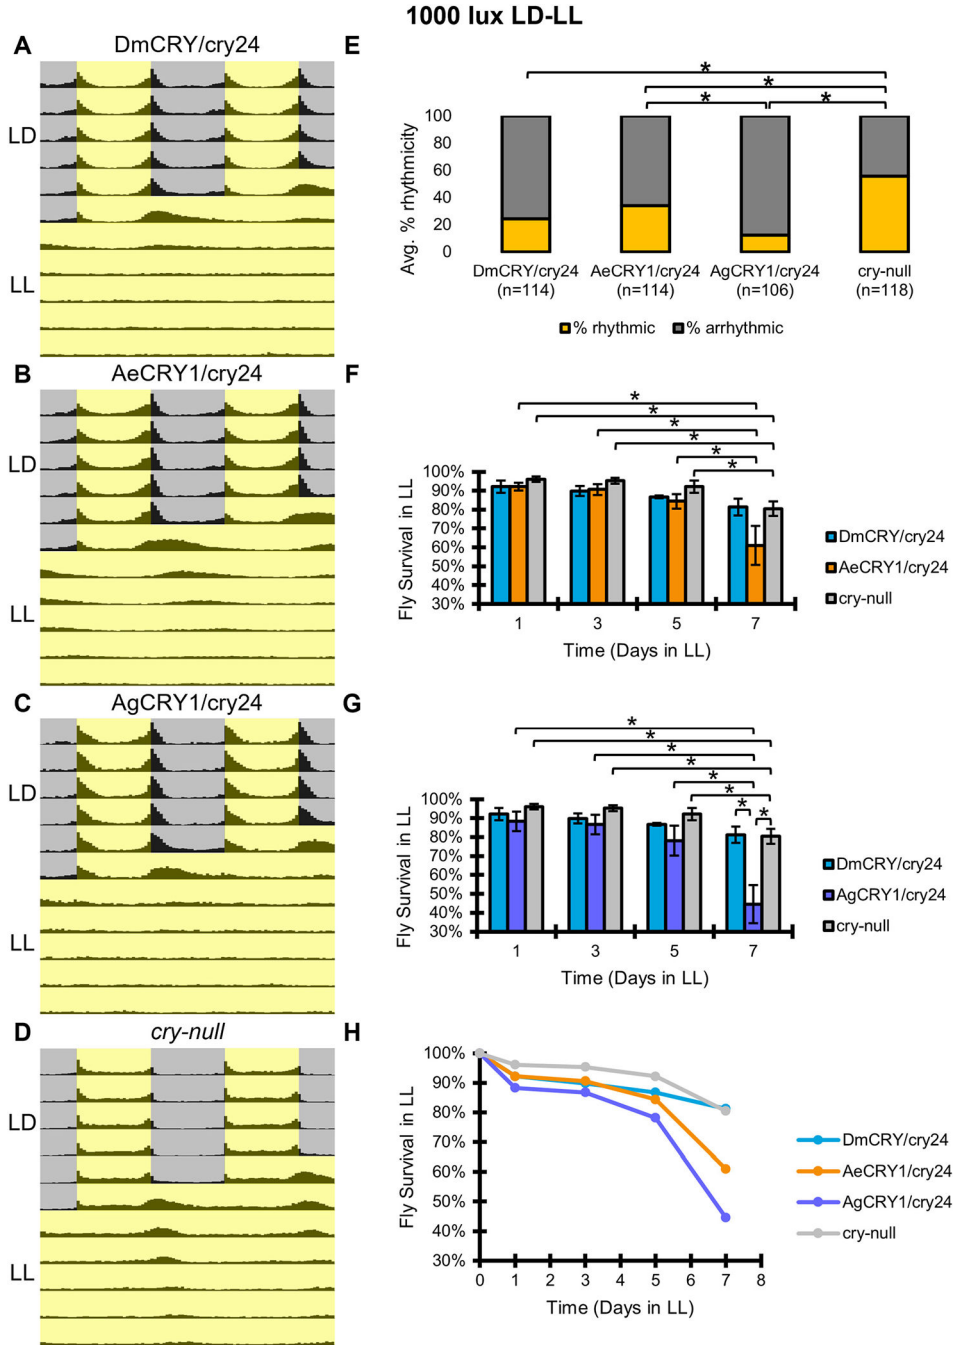 1000 lux LD-LL
A
DmCRY/cry24
LD
LL
B
AeCRY1/cry24
LD
LL
C
AgCRY1/cry24
LD
LL
D
cry-null
LD
LL
E
* * * *
Avg. % rhythmicity
100
80
60
40
20
0
DmCRY/cry24 AeCRY1/cry24 AgCRY1/cry24 cry-null
(n=114) (n=114) (n=106) (n=118)
% rhythmic % arrhythmic
F
* * * * * *
Fly Survival in LL
100%
90%
80%
70%
60%
50%
40%
30%
1 3 5 7
Time (Days in LL)
DmCRY/cry24
AeCRY1/cry24
cry-null
G
* * * * * * * *
Fly Survival in LL
100%
90%
80%
70%
60%
50%
40%
30%
1 3 5 7
Time (Days in LL)
DmCRY/cry24
AgCRY1/cry24
cry-null
H
Fly Survival in LL
100%
90%
80%
70%
60%
50%
40%
30%
0 1 2 3 4 5 6 7 8
Time (Days in LL)
DmCRY/cry24
AeCRY1/cry24
AgCRY1/cry24
cry-null